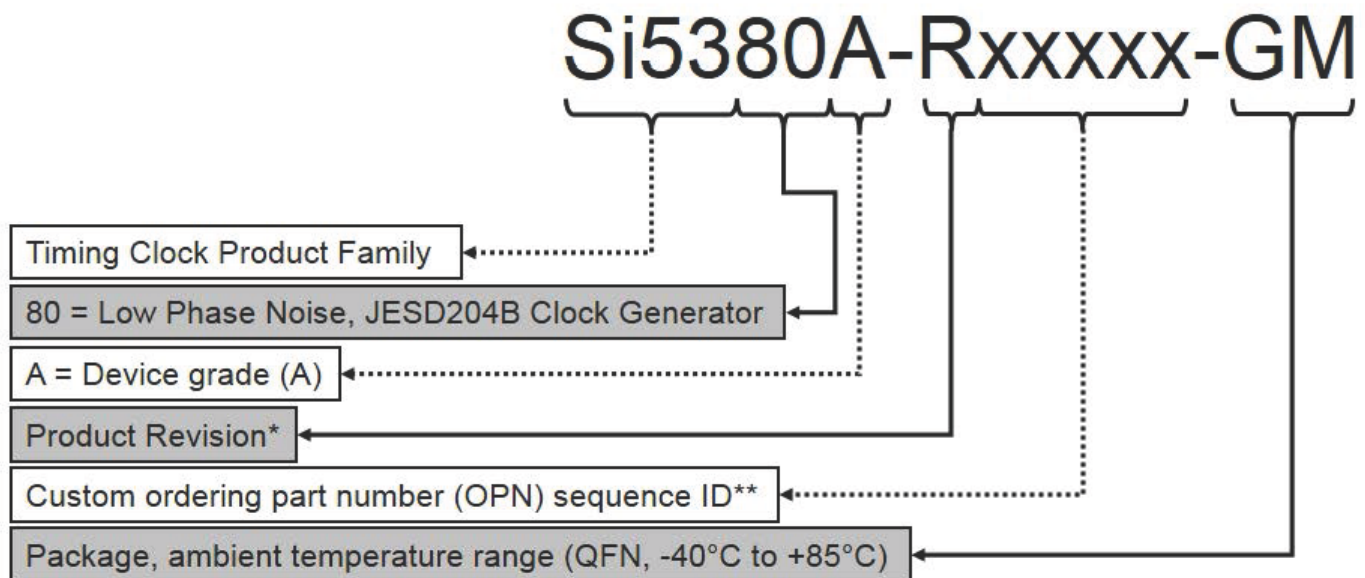 Si5380A-Rxxxxx-GM
Timing Clock Product Family
80 = Low Phase Noise, JESD204B Clock Generator
A = Device grade (A)
Product Revision*
Custom ordering part number (OPN) sequence ID**
Package, ambient temperature range (QFN, -40°C to +85°C)